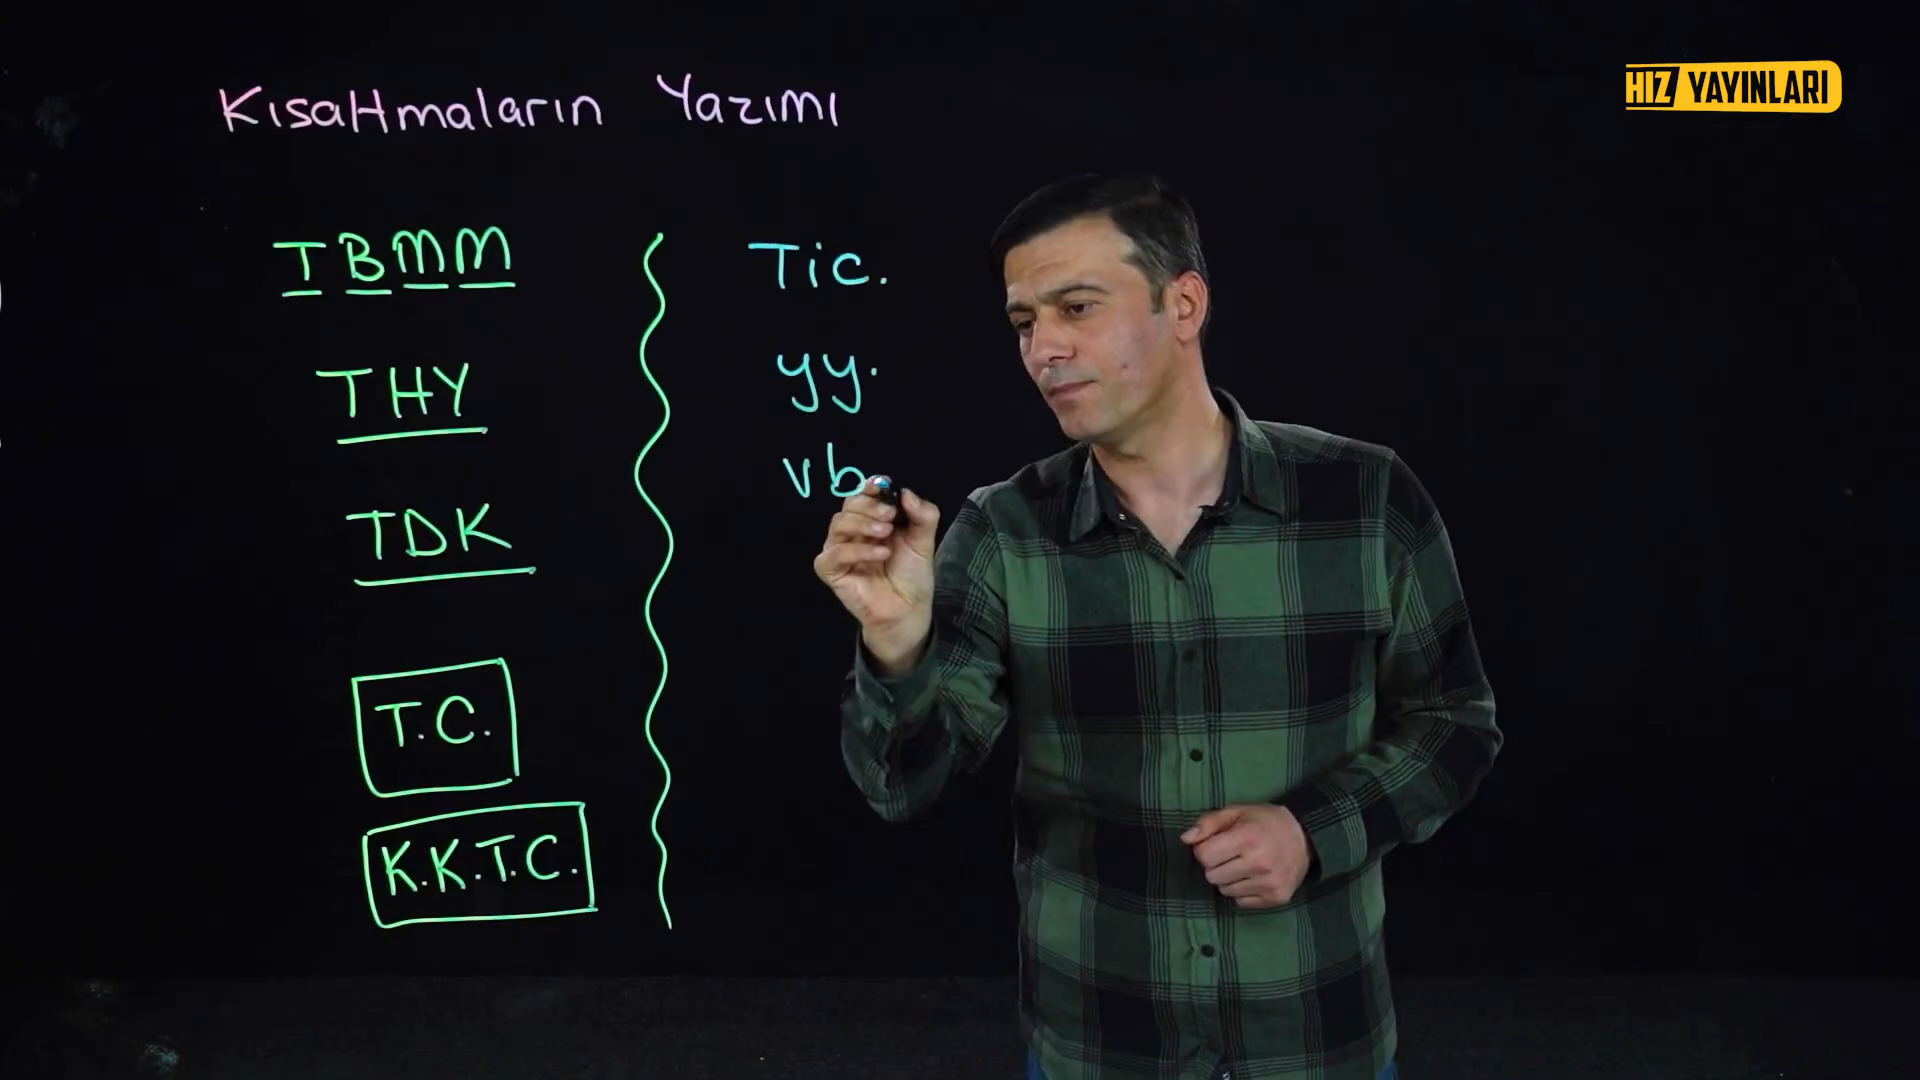 HIZ YAYINLARI
Kısaltmaların Yazımı
TBMM
THY
TDK
T.C.
K.K.T.C.
Tic.
yy.
vb